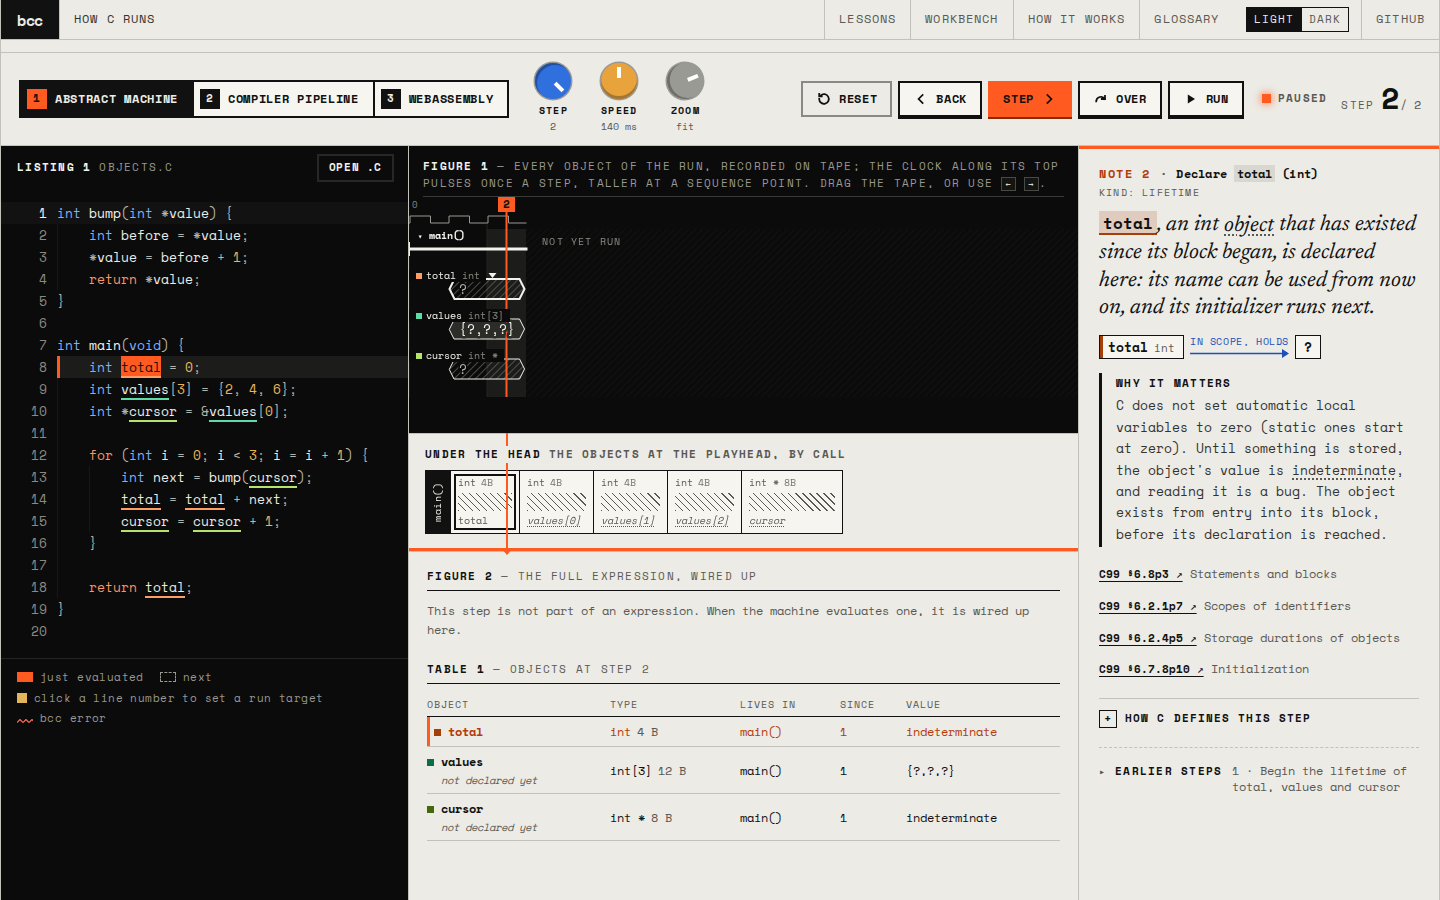 bcc HOW C RUNS LESSONS WORKBENCH HOW IT WORKS GLOSSARY LIGHT DARK GITHUB
1 ABSTRACT MACHINE 2 COMPILER PIPELINE 3 WEBASSEMBLY
STEP SPEED ZOOM
2 140 ms fit
RESET BACK STEP OVER RUN PAUSED STEP 2 / 2
LISTING 1 OBJECTS.C OPEN .C
1 int bump(int *value) {
2 int before = *value;
3 *value = before + 1;
4 return *value;
5 }
6
7 int main(void) {
8 int total = 0;
9 int values[3] = {2, 4, 6};
10 int *cursor = &values[0];
11
12 for (int i = 0; i < 3; i = i + 1) {
13 int next = bump(cursor);
14 total = total + next;
15 cursor = cursor + 1;
16 }
17
18 return total;
19 }
20
just evaluated next
click a line number to set a run target
bcc error
FIGURE 1 — EVERY OBJECT OF THE RUN, RECORDED ON TAPE; THE CLOCK ALONG ITS TOP
PULSES ONCE A STEP, TALLER AT A SEQUENCE POINT. DRAG THE TAPE, OR USE ← → .
0 2
▾ main() NOT YET RUN
total int
?
values int[3]
{?,?,?}
cursor int *
?
UNDER THE HEAD THE OBJECTS AT THE PLAYHEAD, BY CALL
main()
int 4B int 4B int 4B int 4B int * 8B
total values[0] values[1] values[2] cursor
FIGURE 2 — THE FULL EXPRESSION, WIRED UP
This step is not part of an expression. When the machine evaluates one, it is wired up
here.
TABLE 1 — OBJECTS AT STEP 2
OBJECT TYPE LIVES IN SINCE VALUE
total int 4 B main() 1 indeterminate
values int[3] 12 B main() 1 {?,?,?}
not declared yet
cursor int * 8 B main() 1 indeterminate
not declared yet
NOTE 2 · Declare total (int)
KIND: LIFETIME
total, an int object that has existed
since its block began, is declared
here: its name can be used from now
on, and its initializer runs next.
total int IN SCOPE, HOLDS ?
WHY IT MATTERS
C does not set automatic local
variables to zero (static ones start
at zero). Until something is stored,
the object's value is indeterminate,
and reading it is a bug. The object
exists from entry into its block,
before its declaration is reached.
C99 §6.8p3 ↗ Statements and blocks
C99 §6.2.1p7 ↗ Scopes of identifiers
C99 §6.2.4p5 ↗ Storage durations of objects
C99 §6.7.8p10 ↗ Initialization
+ HOW C DEFINES THIS STEP
▸ EARLIER STEPS 1 · Begin the lifetime of
total, values and cursor